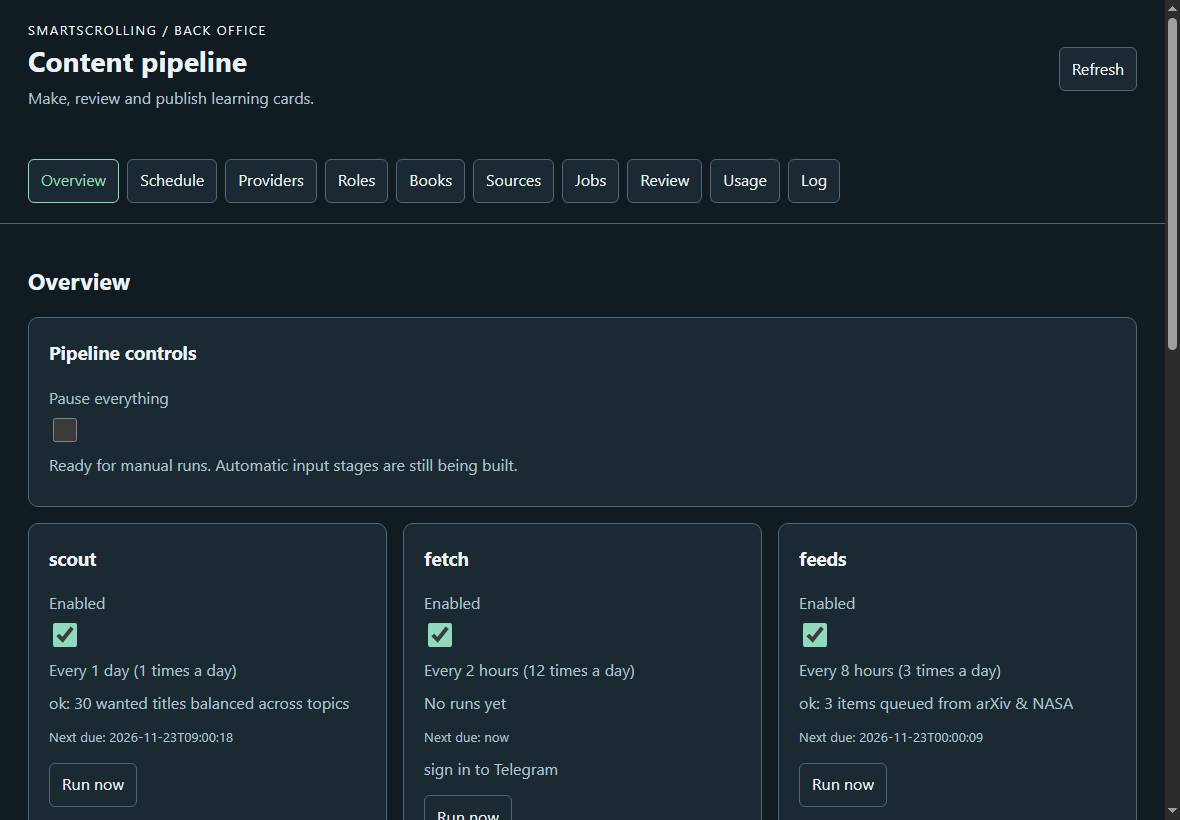 SMARTSCROLLING / BACK OFFICE
Content pipeline
Make, review and publish learning cards.
Refresh
Overview
Schedule
Providers
Roles
Books
Sources
Jobs
Review
Usage
Log
Overview
Pipeline controls
Pause everything
Ready for manual runs. Automatic input stages are still being built.
scout
Enabled
Every 1 day (1 times a day)
ok: 30 wanted titles balanced across topics
Next due: 2026-11-23T09:00:18
Run now
fetch
Enabled
Every 2 hours (12 times a day)
No runs yet
Next due: now
sign in to Telegram
Run now
feeds
Enabled
Every 8 hours (3 times a day)
ok: 3 items queued from arXiv & NASA
Next due: 2026-11-23T00:00:09
Run now